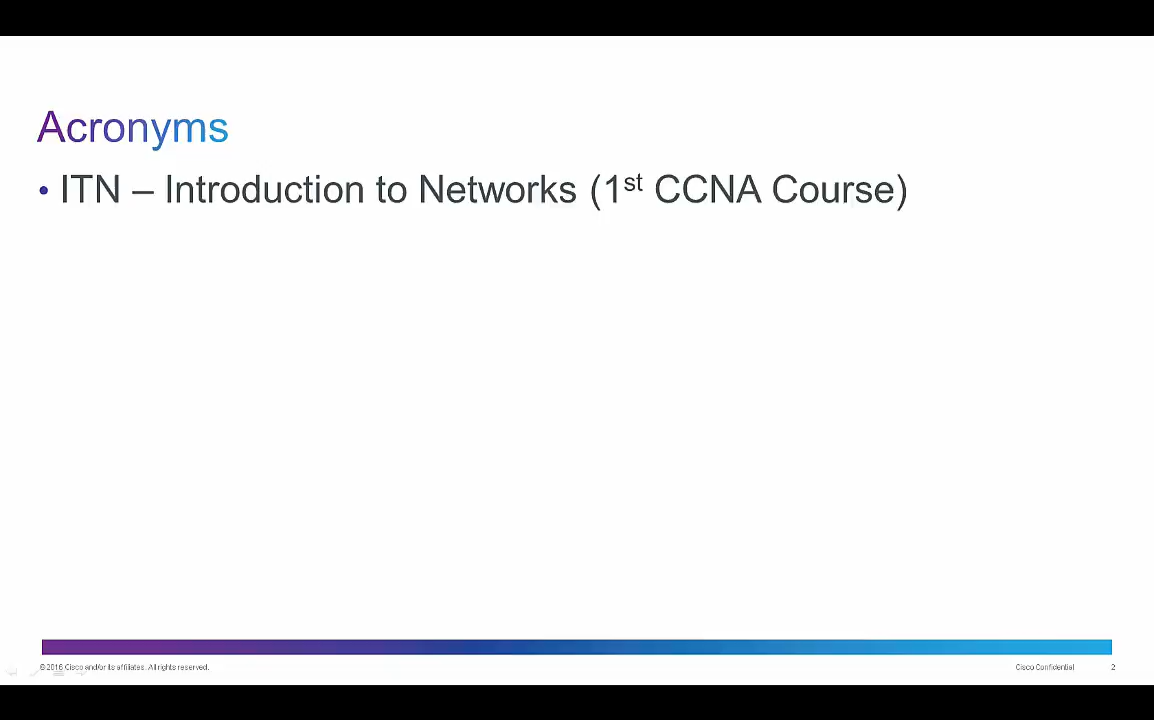 Acronyms
• ITN – Introduction to Networks (1st CCNA Course)
© 2016 Cisco and/or its affiliates. All rights reserved.
Cisco Confidential
2